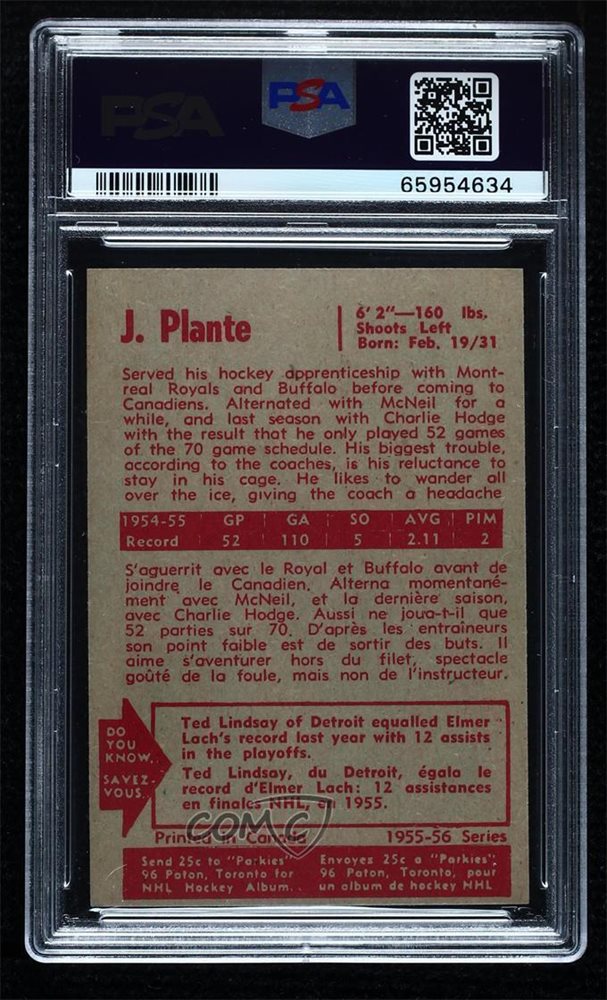 PSA
PSA
65954634
J. Plante
6' 2"—160 lbs.
Shoots Left
Born: Feb. 19/31
Served his hockey apprenticeship with Mont-
real Royals and Buffalo before coming to
Canadiens. Alternated with McNeil for a
while, and last season with Charlie Hodge
with the result that he only played 52 games
of the 70 game schedule. His biggest trouble,
according to the coaches, is his reluctance to
stay in his cage. He likes to wander all
over the ice, giving the coach a headache
1954-55 GP GA SO AVG PIM
Record 52 110 5 2.11 2
S'aguerrit avec le Royal et Buffalo avant de
joindre le Canadien. Alterna momentané-
ment avec McNeil, et la dernière saison,
avec Charlie Hodge. Aussi ne joua-t-il que
52 parties sur 70. D'après les entraîneurs
son point faible est de sortir des buts. Il
aime s'aventurer hors du filet, spectacle
goûté de la foule, mais non de l'instructeur.
DO
YOU
KNOW.
SAVEZ-
VOUS.
Ted Lindsay of Detroit equalled Elmer
Lach's record last year with 12 assists
in the playoffs.
Ted Lindsay, du Detroit, égala le
record d'Elmer Lach: 12 assistances
en finales NHL, en 1955.
COMC
Printed in Canada 1955-56 Series
Send 25c to "Parkies"
96 Paton, Toronto for
NHL Hockey Album.
Envoyez 25c a "Parkies"
96 Paton, Toronto, pour
un album de hockey NHL